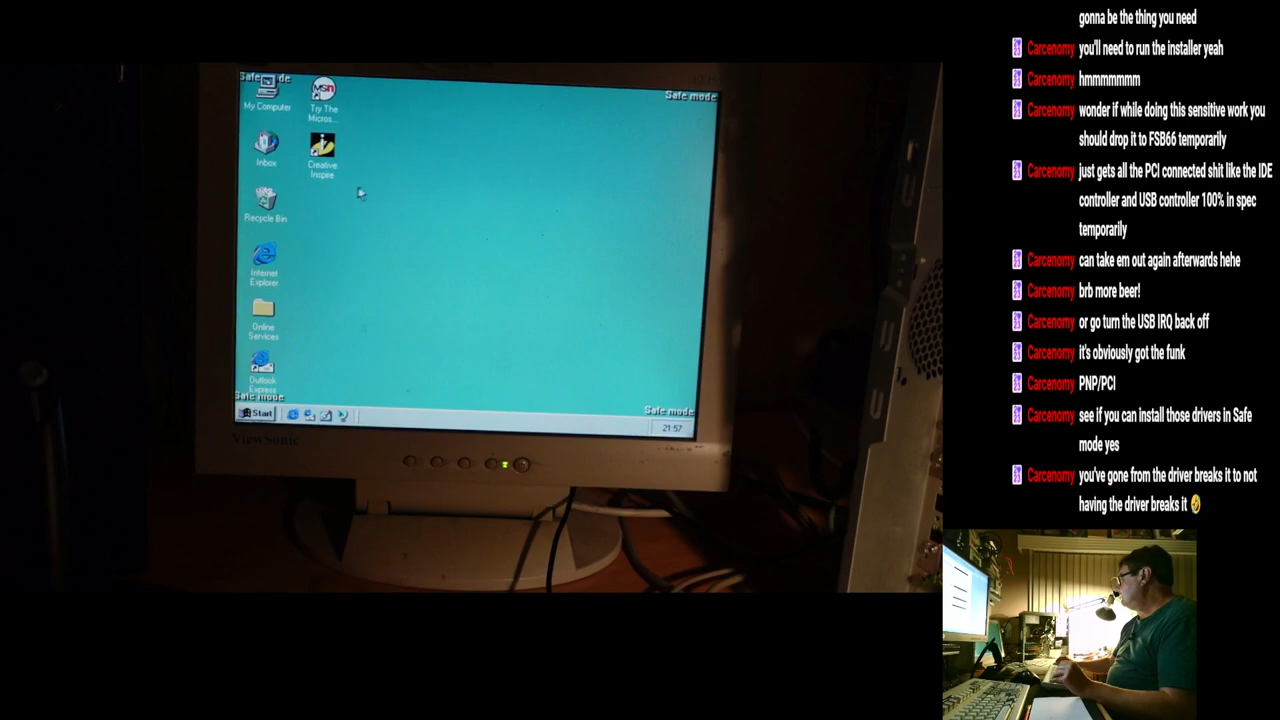 Safe mode
My Computer
MSN
Try The
Micros...
Safe mode
Inbox
Creative
Inspire
Recycle Bin
Internet
Explorer
Online
Services
Outlook
Express
Safe mode
Safe mode
Start
21:57
ViewSonic
gonna be the thing you need
Carcenomy you'll need to run the installer yeah
Carcenomy hmmmmmmm
Carcenomy wonder if while doing this sensitive work you
should drop it to FSB66 temporarily
Carcenomy just gets all the PCI connected shit like the IDE
controller and USB controller 100% in spec
temporarily
Carcenomy can take em out again afterwards hehe
Carcenomy brb more beer!
Carcenomy or go turn the USB IRQ back off
Carcenomy it's obviously got the funk
Carcenomy PNP/PCI
Carcenomy see if you can install those drivers in Safe
mode yes
Carcenomy you've gone from the driver breaks it to not
having the driver breaks it 🤣